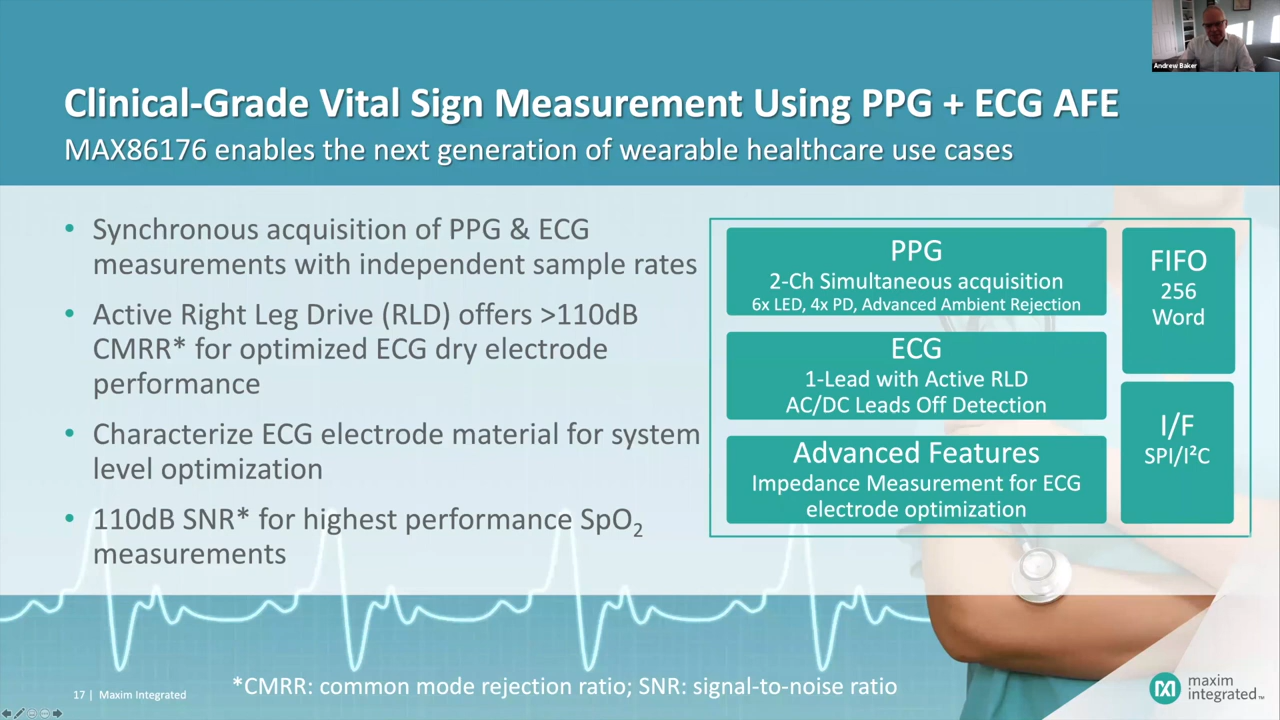 Andrew Baker
Clinical-Grade Vital Sign Measurement Using PPG + ECG AFE
MAX86176 enables the next generation of wearable healthcare use cases
• Synchronous acquisition of PPG & ECG
measurements with independent sample rates
• Active Right Leg Drive (RLD) offers >110dB
CMRR* for optimized ECG dry electrode
performance
• Characterize ECG electrode material for system
level optimization
• 110dB SNR* for highest performance SpO₂
measurements
PPG
2-Ch Simultaneous acquisition
6x LED, 4x PD, Advanced Ambient Rejection
ECG
1-Lead with Active RLD
AC/DC Leads Off Detection
Advanced Features
Impedance Measurement for ECG
electrode optimization
FIFO
256
Word
I/F
SPI/I²C
*CMRR: common mode rejection ratio; SNR: signal-to-noise ratio
17 | Maxim Integrated
maxim
integrated™